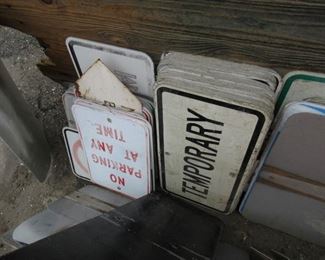 NO
PARKING
AT ANY
TIME
TEMPORARY